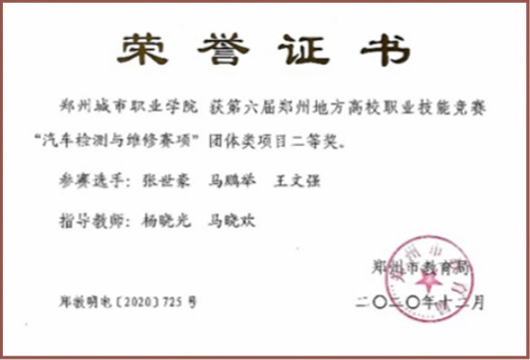 荣誉证书
郑州城市职业学院 获第六届郑州地方高校职业技能竞赛
“汽车检测与维修赛项”团体类项目二等奖。
参赛选手：张世豪 马鹏举 王文强
指导教师：杨晓光 马晓欢
郑州市教育局
郑教明电〔2020〕725号
二〇二〇年十二月